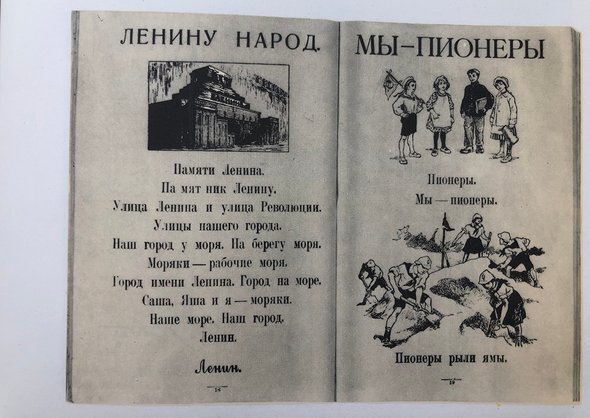 ЛЕНИНУ НАРОД.
Памяти Ленина.
Па мят ник Ленину.
Улица Ленина и улица Революции.
Улицы нашего города.
Наш город у моря. На берегу моря.
Моряки — рабочие моря.
Город имени Ленина. Город на море.
Саша, Яша и я — моряки.
Наше море. Наш город.
Ленин.
Ленин.
18
МЫ–ПИОНЕРЫ
Пионеры.
Мы — пионеры.
Пионеры рыли ямы.
19